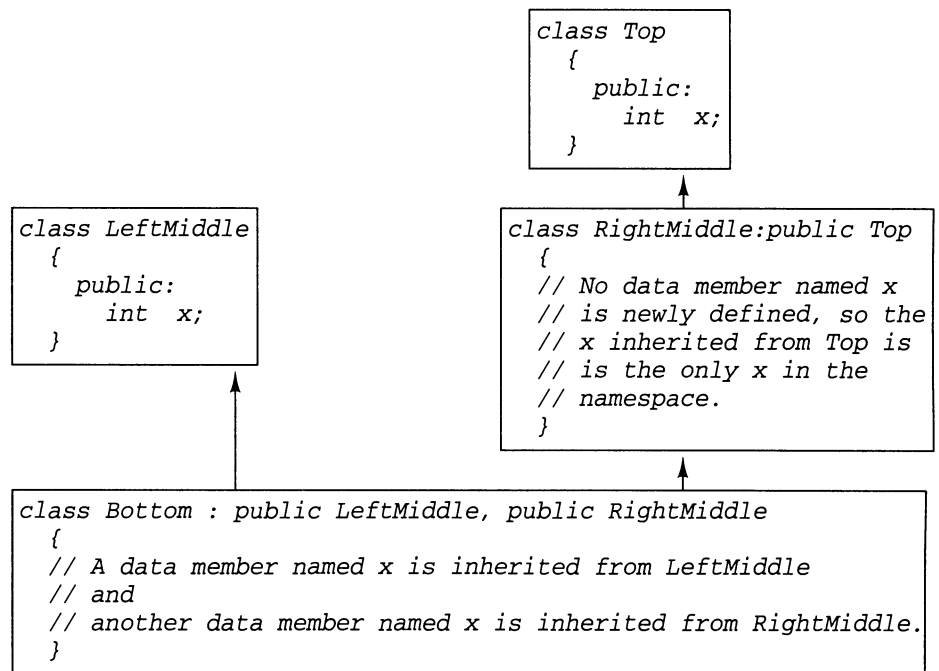 class Top
{
public:
int x;
}
class LeftMiddle
{
public:
int x;
}
class RightMiddle:public Top
{
// No data member named x
// is newly defined, so the
// x inherited from Top is
// is the only x in the
// namespace.
}
class Bottom : public LeftMiddle, public RightMiddle
{
// A data member named x is inherited from LeftMiddle
// and
// another data member named x is inherited from RightMiddle.
}